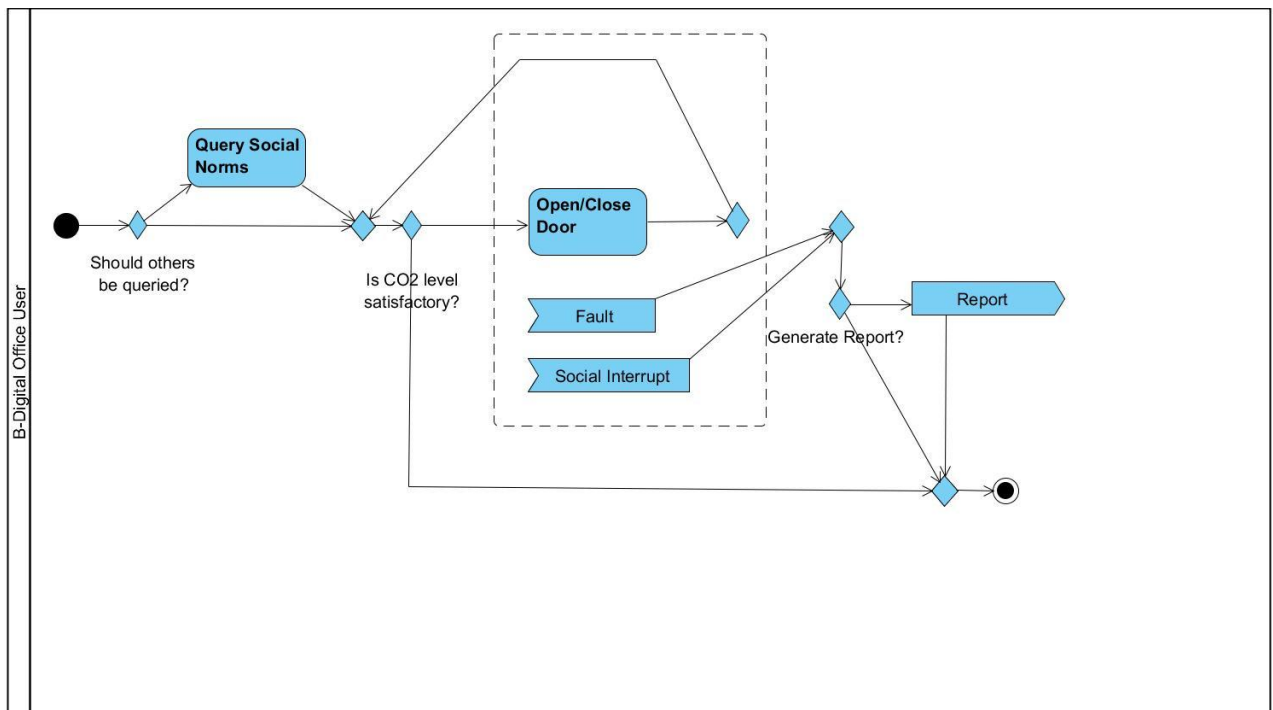 B-Digital Office User
Query Social
Norms
Should others
be queried?
Is CO2 level
satisfactory?
Open/Close
Door
Fault
Social Interrupt
Generate Report?
Report